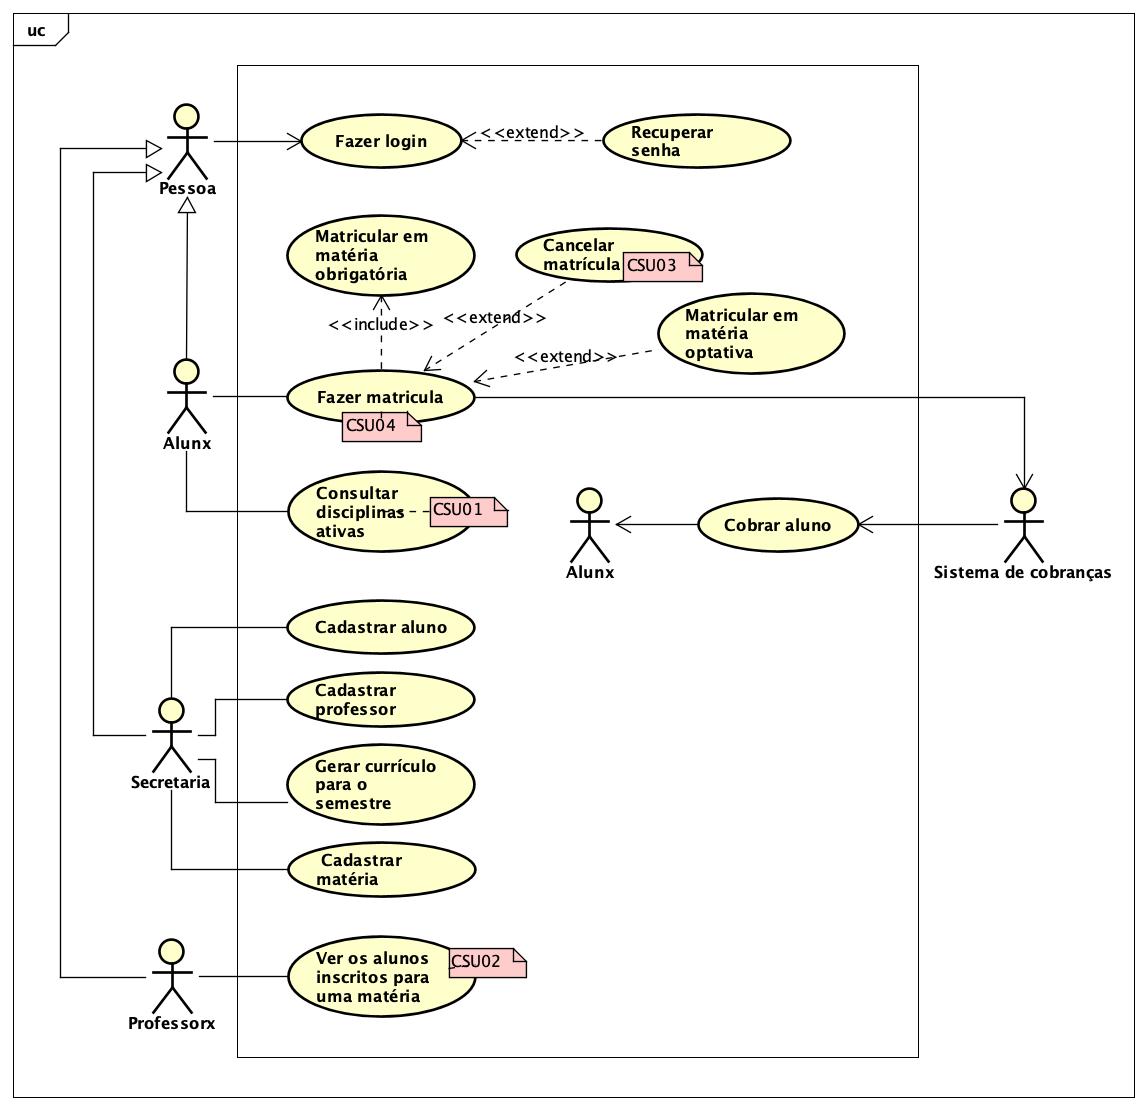 uc
Fazer login
<<extend>>
Recuperar
senha
Pessoa
Matricular em
matéria
obrigatória
Cancelar
matrícula
CSU03
<<include>>
<<extend>>
Matricular em
matéria
optativa
<<extend>>
Fazer matricula
CSU04
Alunx
Consultar
disciplinas
ativas
CSU01
Alunx
Cobrar aluno
Sistema de cobranças
Cadastrar aluno
Cadastrar
professor
Secretaria
Gerar currículo
para o
semestre
Cadastrar
matéria
Ver os alunos
inscritos para
uma matéria
CSU02
Professorx